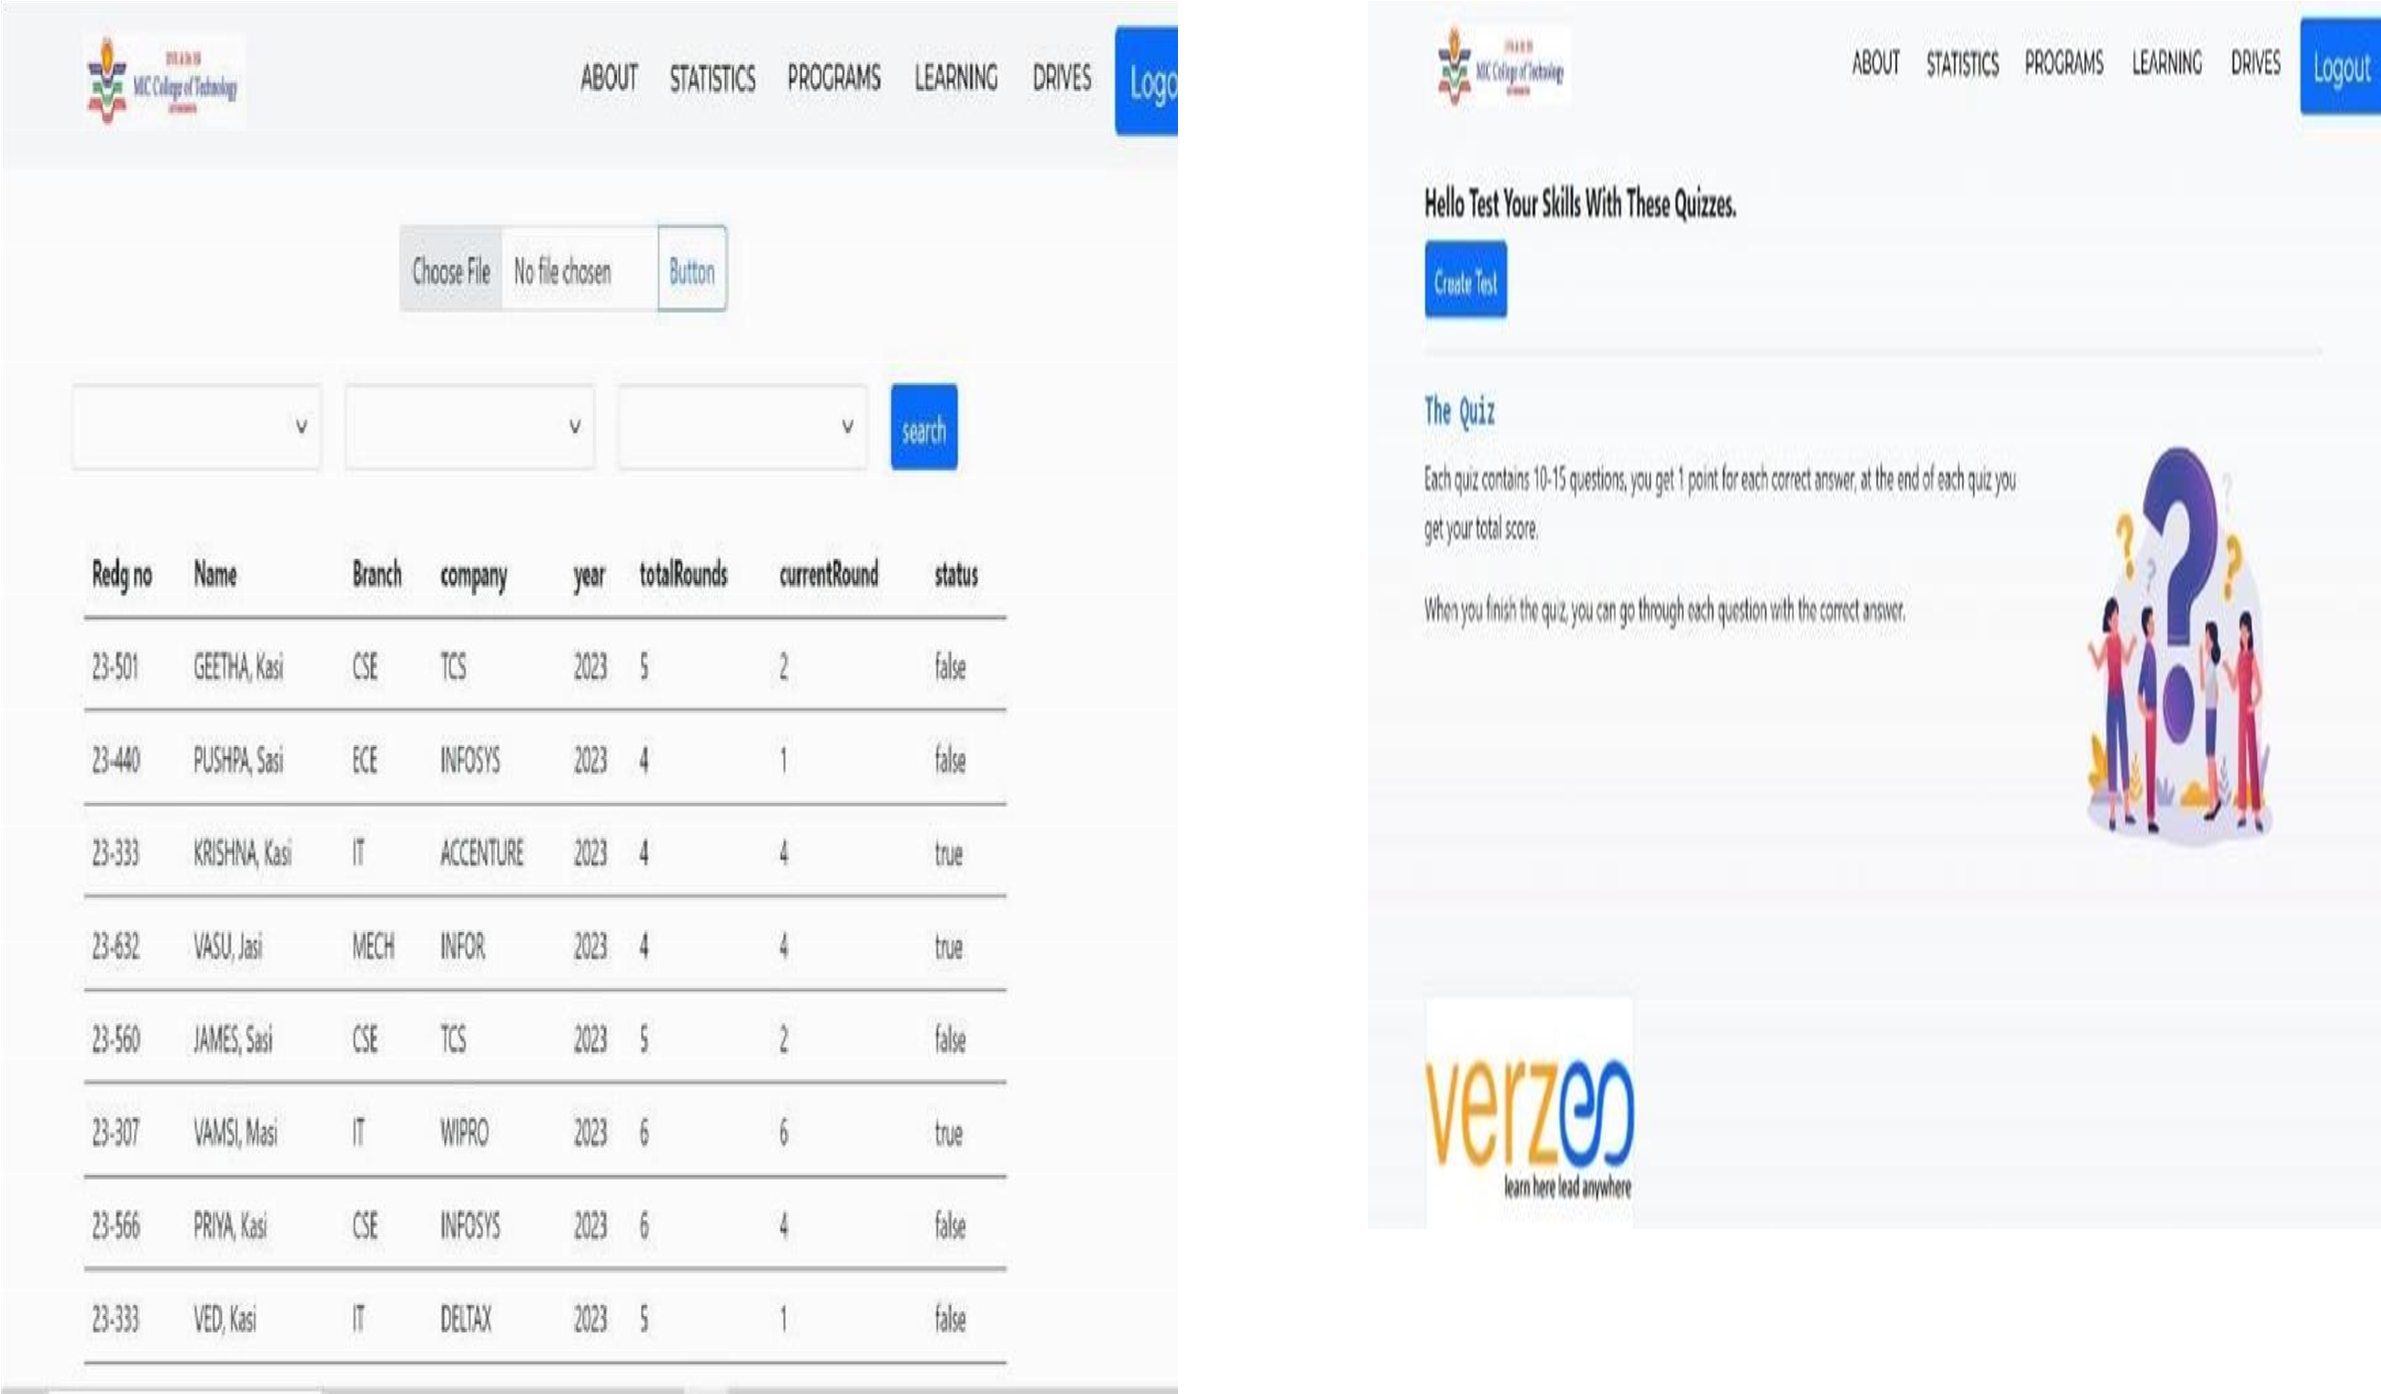 MIC College of Technology
ABOUT STATISTICS PROGRAMS LEARNING DRIVES Logo
Choose File No file chosen Button
search
Redg no Name Branch company year totalRounds currentRound status
23-501 GEETHA, Kasi CSE TCS 2023 5 2 false
23-440 PUSHPA, Sasi ECE INFOSYS 2023 4 1 false
23-333 KRISHNA, Kasi IT ACCENTURE 2023 4 4 true
23-632 VASU, Jasi MECH INFOR 2023 4 4 true
23-560 JAMES, Sasi CSE TCS 2023 5 2 false
23-307 VAMSI, Masi IT WIPRO 2023 6 6 true
23-566 PRIYA, Kasi CSE INFOSYS 2023 6 4 false
23-333 VED, Kasi IT DELTAX 2023 5 1 false
MIC College of Technology
ABOUT STATISTICS PROGRAMS LEARNING DRIVES Logout
Hello Test Your Skills With These Quizzes.
Create Test
The Quiz
Each quiz contains 10-15 questions, you get 1 point for each correct answer, at the end of each quiz you
get your total score.
When you finish the quiz, you can go through each question with the correct answer.
verzeo
learn here lead anywhere